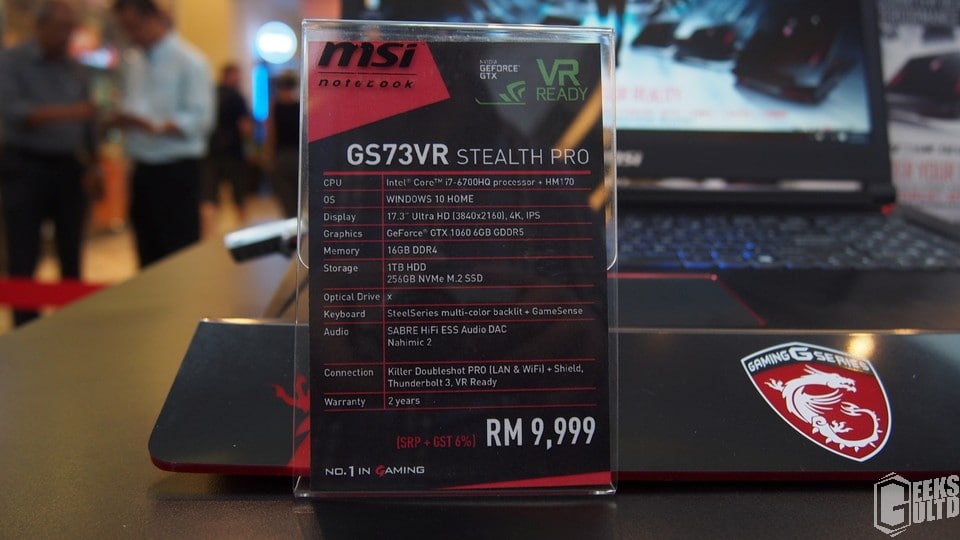 msi
notebook
NVIDIA
GEFORCE®
GTX
VR
READY
GS73VR STEALTH PRO
CPU Intel® Core™ i7-6700HQ processor + HM170
OS WINDOWS 10 HOME
Display 17.3" Ultra HD (3840x2160), 4K, IPS
Graphics GeForce® GTX 1060 6GB GDDR5
Memory 16GB DDR4
Storage 1TB HDD
256GB NVMe M.2 SSD
Optical Drive x
Keyboard SteelSeries multi-color backlit + GameSense
Audio SABRE HiFi ESS Audio DAC
Nahimic 2
Connection Killer Doubleshot PRO (LAN & WiFi) + Shield,
Thunderbolt 3, VR Ready
Warranty 2 years
(SRP + GST 6%) RM 9,999
NO.1 IN GAMING
msi
GAMING G SERIES
GEEKS
CULTD